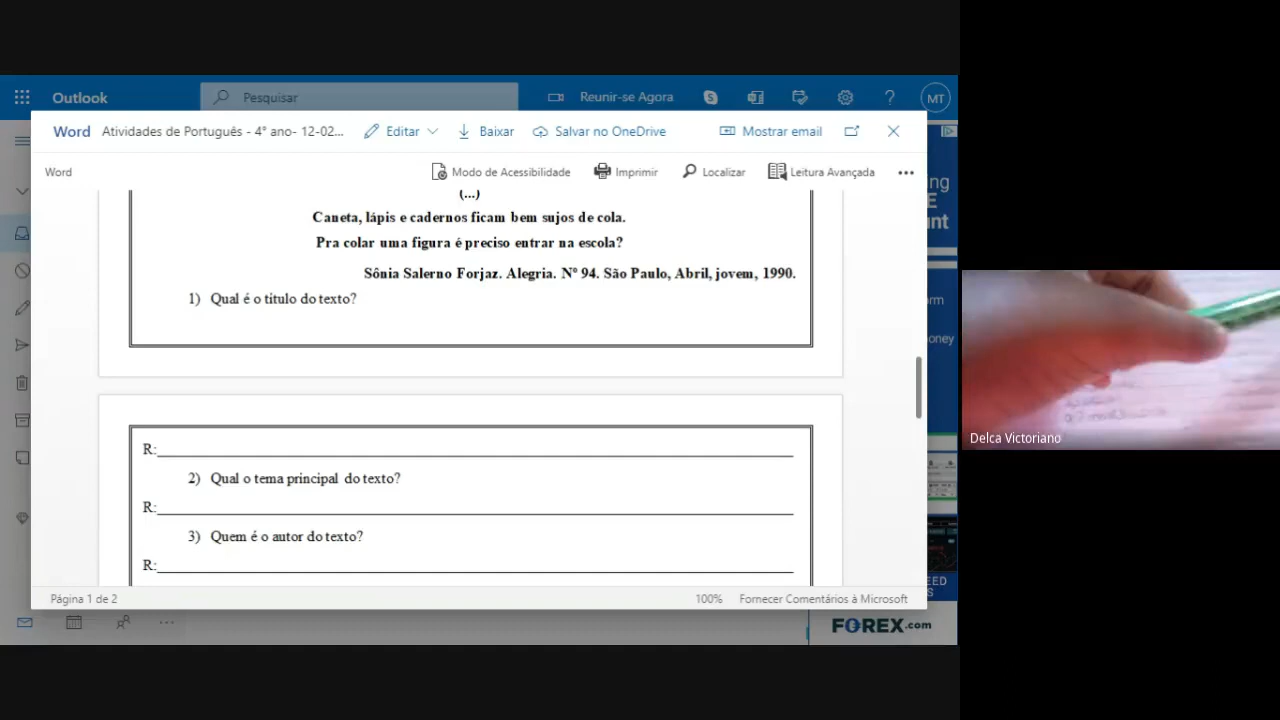 Outlook
Pesquisar
Reunir-se Agora
MT
Word
Atividades de Português - 4° ano- 12-02...
Editar
Baixar
Salvar no OneDrive
Mostrar email
Word
Modo de Acessibilidade
Imprimir
Localizar
Leitura Avançada
(...)
Caneta, lápis e cadernos ficam bem sujos de cola.
Pra colar uma figura é preciso entrar na escola?
Sônia Salerno Forjaz. Alegria. Nº 94. São Paulo, Abril, jovem, 1990.
1) Qual é o titulo do texto?
R:
2) Qual o tema principal do texto?
R:
3) Quem é o autor do texto?
R:
Página 1 de 2
100%
Fornecer Comentários à Microsoft
FOREX.com
Delca Victoriano